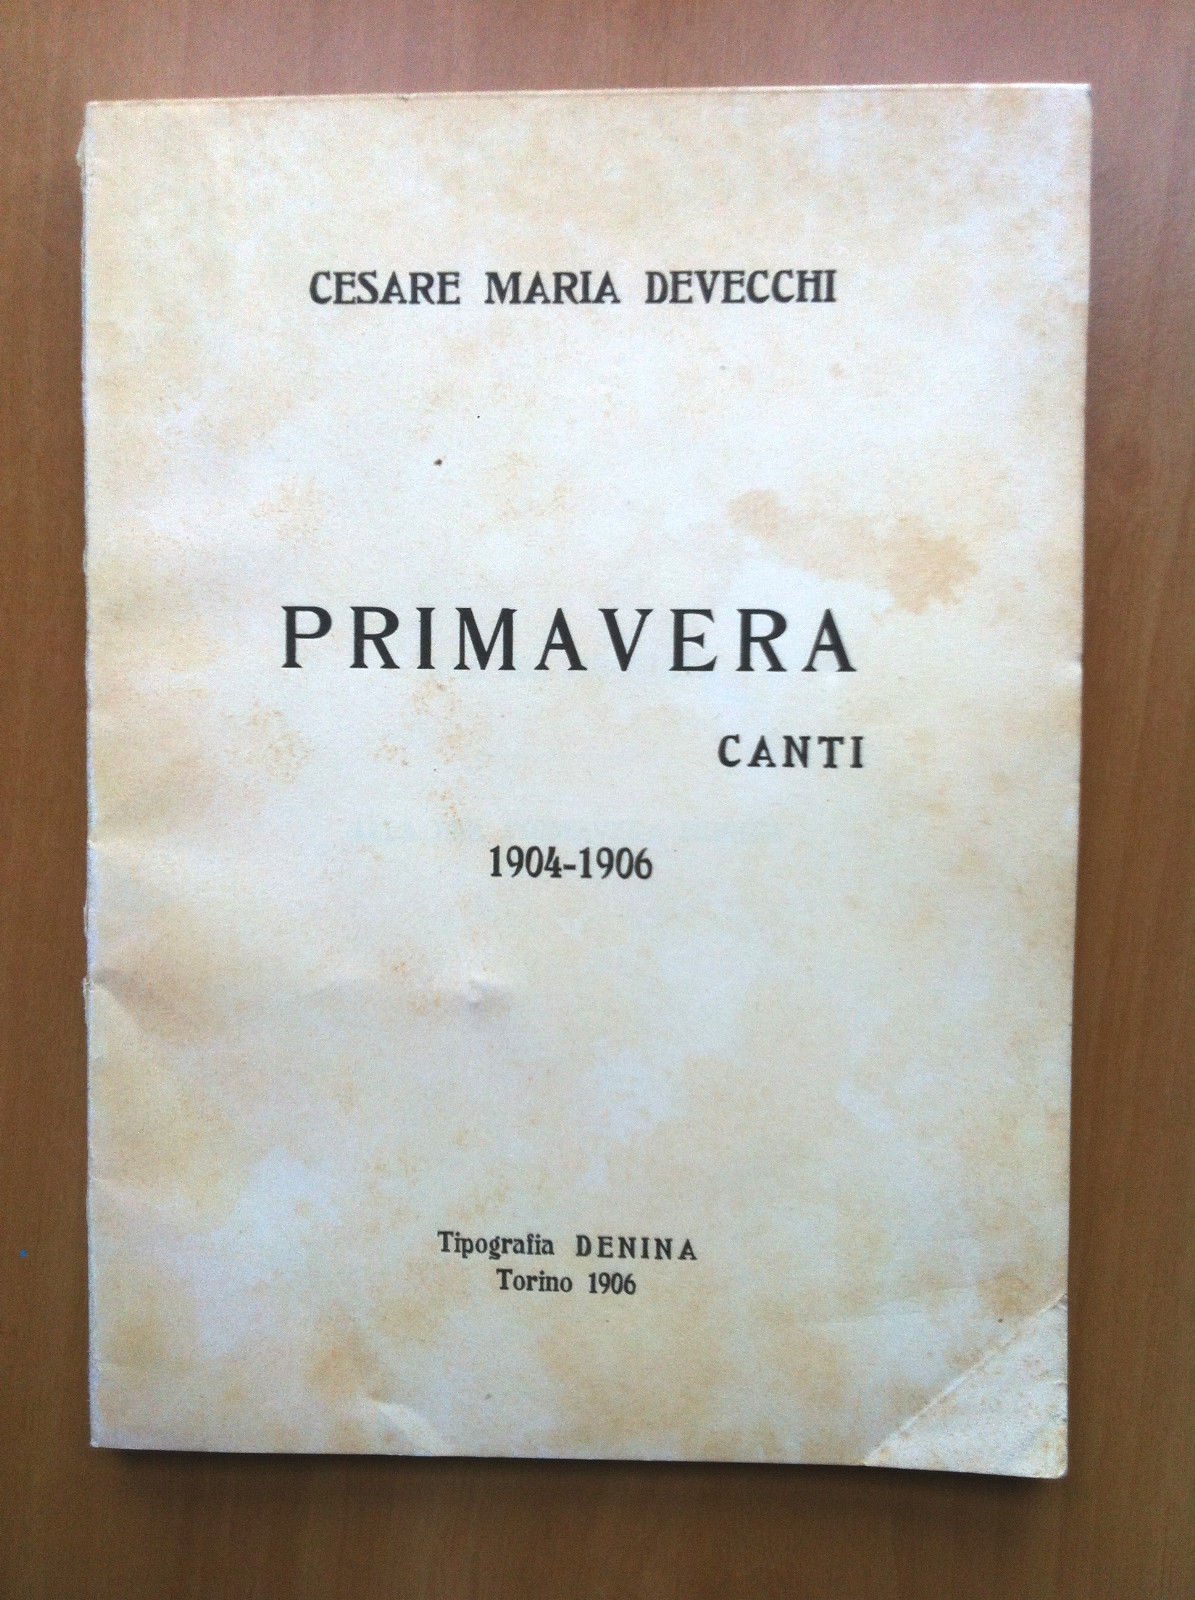 CESARE MARIA DEVECCHI
PRIMAVERA
CANTI
1904-1906
Tipografia DENINA
Torino 1906